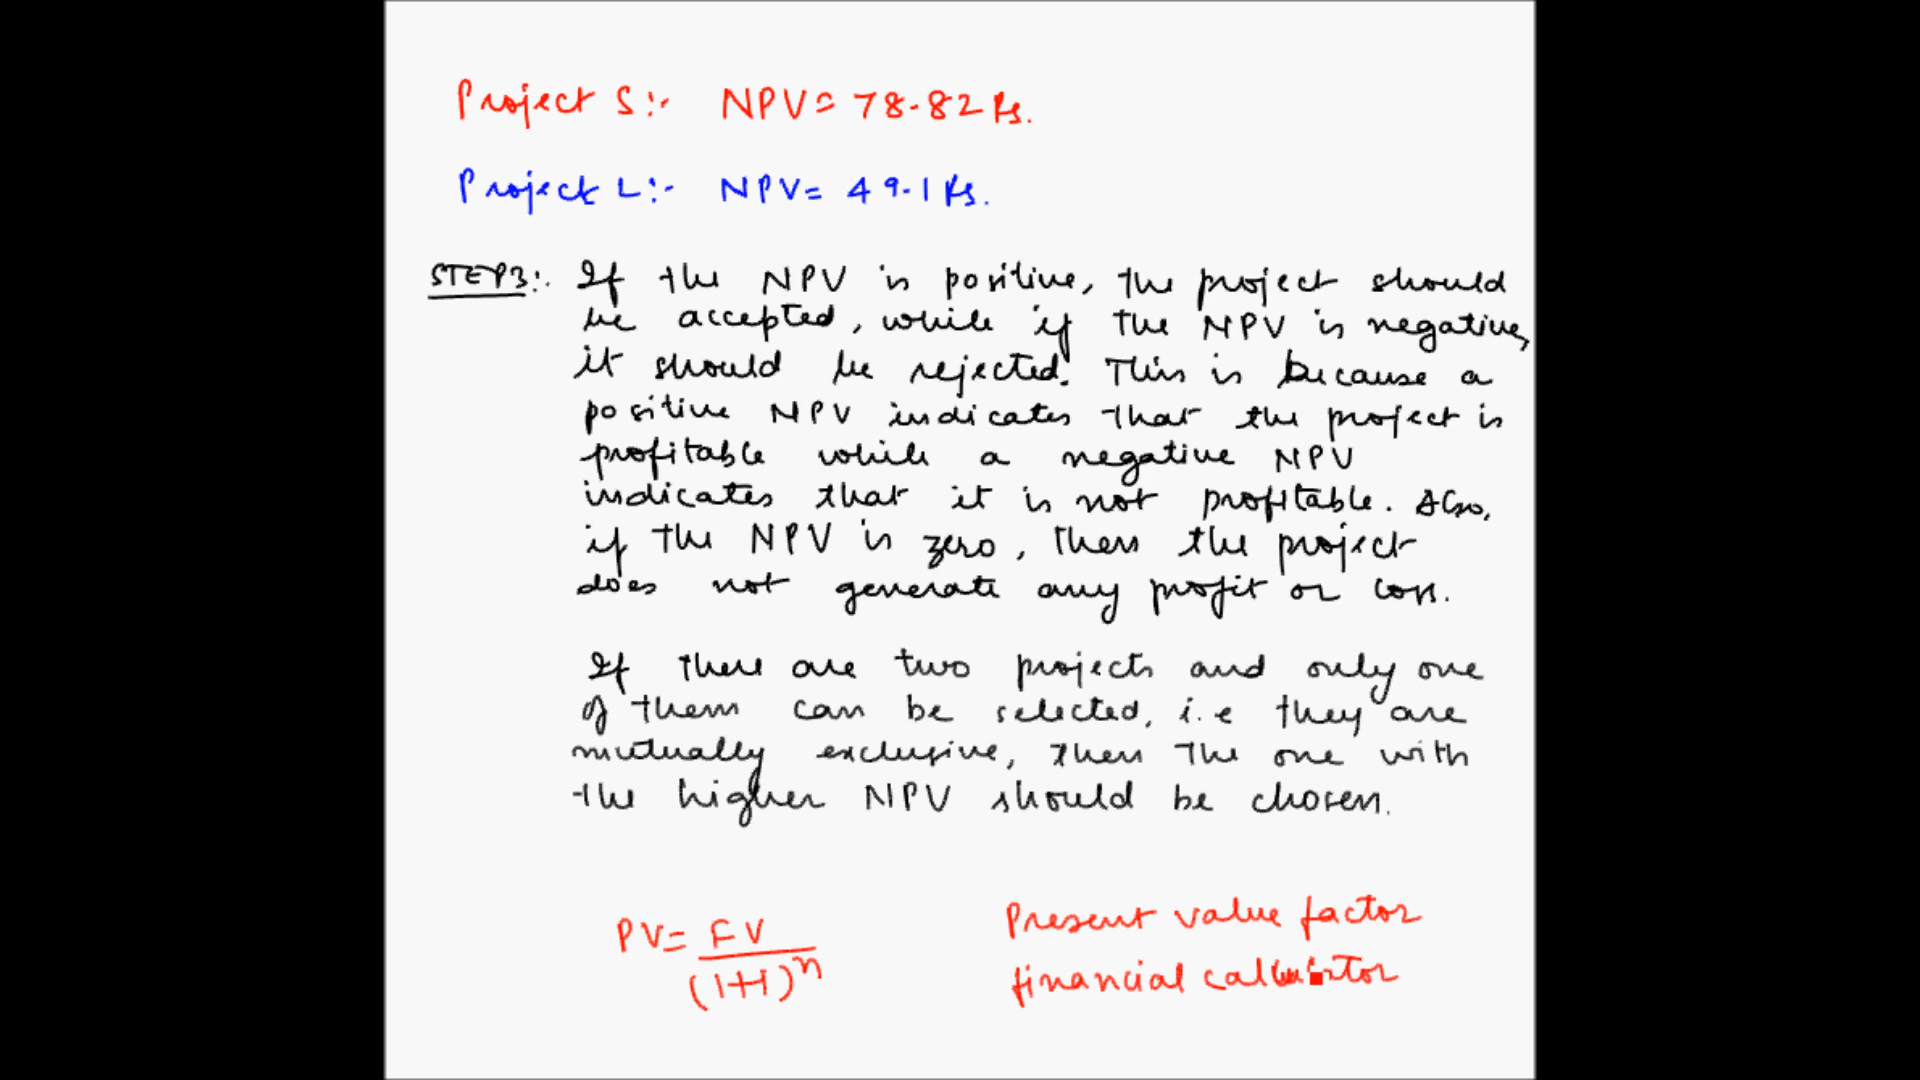 Project S:- NPV= 78.82 Rs.
Project L:- NPV= 49.1 Rs.
STEP3:- If the NPV is positive, the project should
be accepted, while if the NPV is negative,
it should be rejected. This is because a
positive NPV indicates that the project is
profitable while a negative NPV
indicates that it is not profitable. Also,
if the NPV is zero, then the project
does not generate any profit or loss.
If there are two projects and only one
of them can be selected, i.e they are
mutually exclusive, then the one with
the higher NPV should be chosen.
PV= FV
(1+I)^n
Present value factor
financial calculator